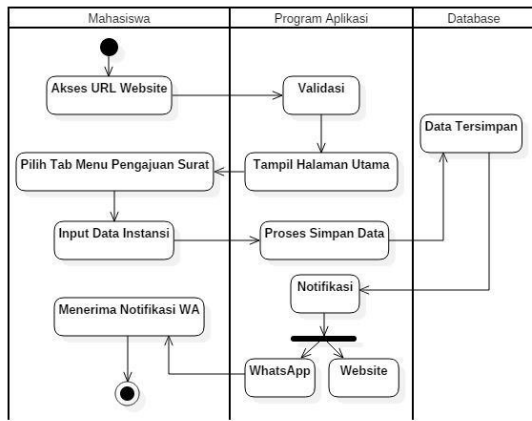 Mahasiswa
Program Aplikasi
Database
Akses URL Website
Validasi
Data Tersimpan
Pilih Tab Menu Pengajuan Surat
Tampil Halaman Utama
Input Data Instansi
Proses Simpan Data
Notifikasi
Menerima Notifikasi WA
WhatsApp
Website